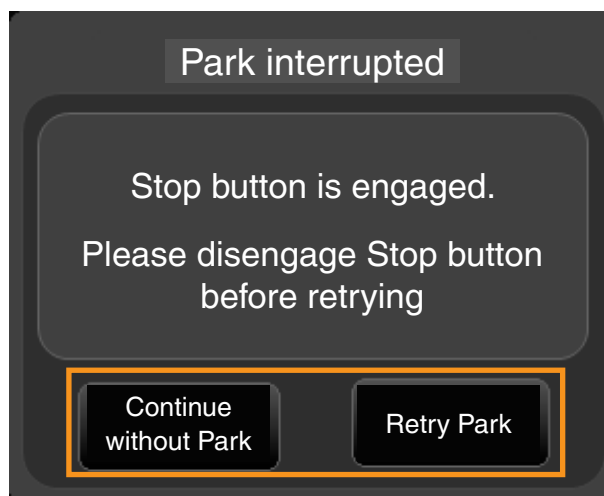 Park interrupted
Stop button is engaged.
Please disengage Stop button
before retrying
Continue
without Park
Retry Park